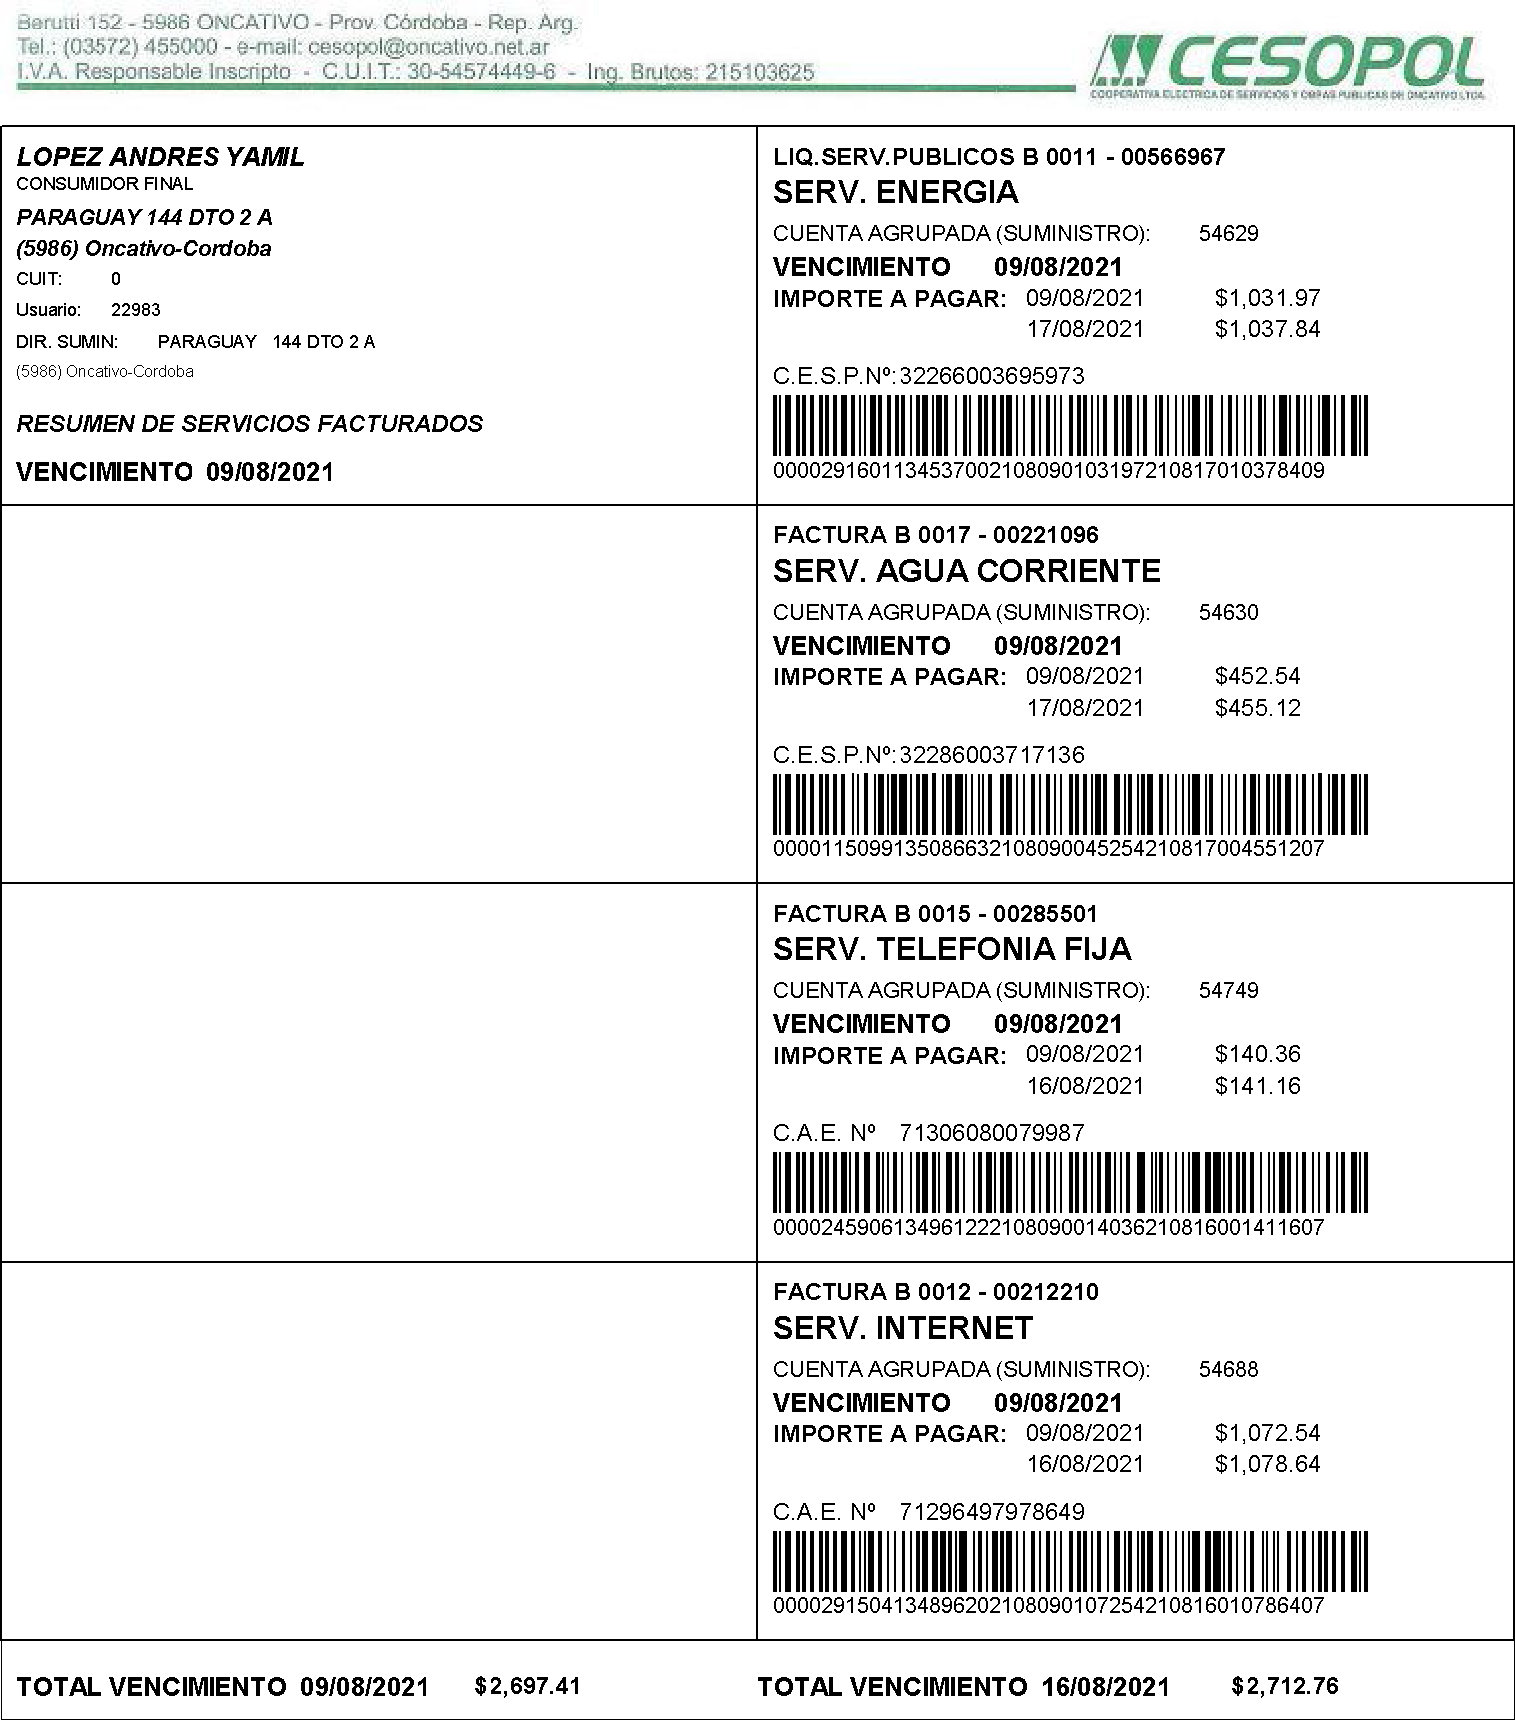 Berutti 152 - 5986 ONCATIVO - Prov. Córdoba - Rep. Arg.
Tel.: (03572) 455000 - e-mail: cesopol@oncativo.net.ar
I.V.A. Responsable Inscripto - C.U.I.T.: 30-54574449-6 - Ing. Brutos: 215103625
CESOPOL
COOPERATIVA ELECTRICA DE SERVICIOS Y OBRAS PUBLICAS DE ONCATIVO LTDA.
LOPEZ ANDRES YAMIL
CONSUMIDOR FINAL
PARAGUAY 144 DTO 2 A
(5986) Oncativo-Cordoba
CUIT: 0
Usuario: 22983
DIR. SUMIN: PARAGUAY 144 DTO 2 A
(5986) Oncativo-Cordoba
RESUMEN DE SERVICIOS FACTURADOS
VENCIMIENTO 09/08/2021
LIQ.SERV.PUBLICOS B 0011 - 00566967
SERV. ENERGIA
CUENTA AGRUPADA (SUMINISTRO): 54629
VENCIMIENTO 09/08/2021
IMPORTE A PAGAR: 09/08/2021 $1,031.97
17/08/2021 $1,037.84
C.E.S.P.Nº: 32266003695973
0000291601134537002108090103197210817010378409
FACTURA B 0017 - 00221096
SERV. AGUA CORRIENTE
CUENTA AGRUPADA (SUMINISTRO): 54630
VENCIMIENTO 09/08/2021
IMPORTE A PAGAR: 09/08/2021 $452.54
17/08/2021 $455.12
C.E.S.P.Nº: 32286003717136
0000115099135086632108090045254210817004551207
FACTURA B 0015 - 00285501
SERV. TELEFONIA FIJA
CUENTA AGRUPADA (SUMINISTRO): 54749
VENCIMIENTO 09/08/2021
IMPORTE A PAGAR: 09/08/2021 $140.36
16/08/2021 $141.16
C.A.E. Nº 71306080079987
0000245906134961222108090014036210816001411607
FACTURA B 0012 - 00212210
SERV. INTERNET
CUENTA AGRUPADA (SUMINISTRO): 54688
VENCIMIENTO 09/08/2021
IMPORTE A PAGAR: 09/08/2021 $1,072.54
16/08/2021 $1,078.64
C.A.E. Nº 71296497978649
0000291504134896202108090107254210816010786407
TOTAL VENCIMIENTO 09/08/2021 $2,697.41
TOTAL VENCIMIENTO 16/08/2021 $2,712.76